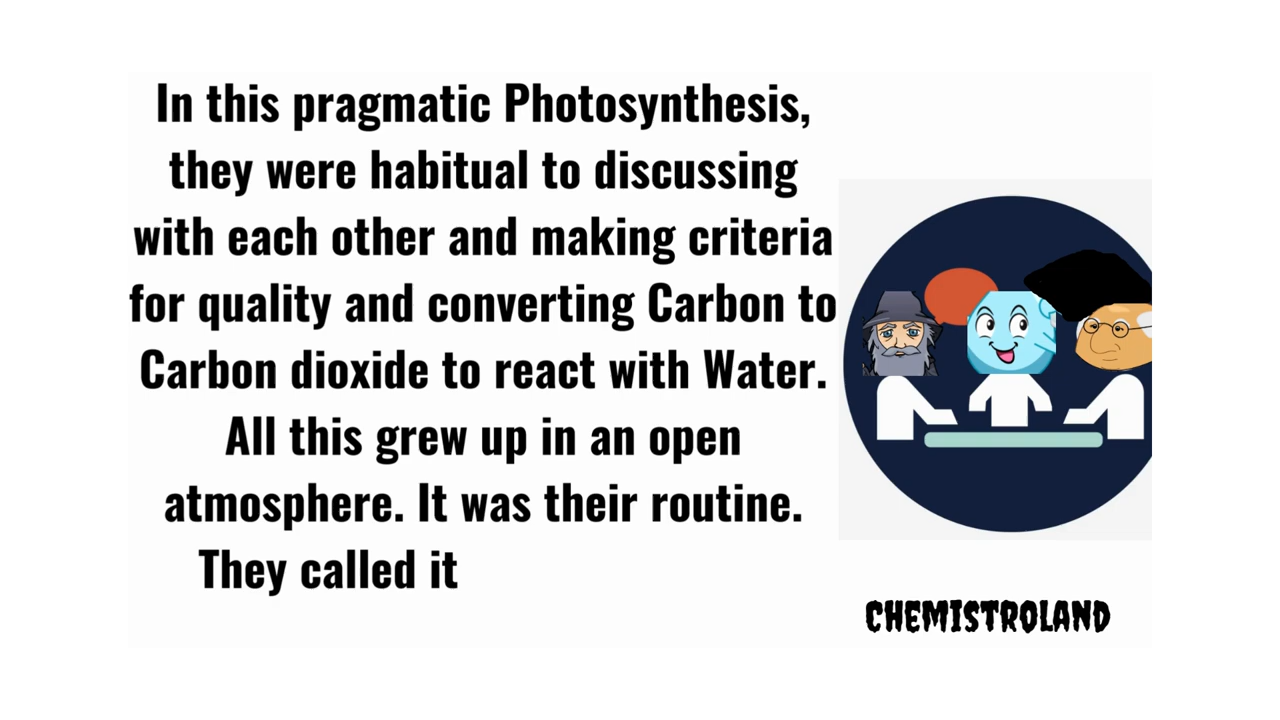 In this pragmatic Photosynthesis,
they were habitual to discussing
with each other and making criteria
for quality and converting Carbon to
Carbon dioxide to react with Water.
All this grew up in an open
atmosphere. It was their routine.
They called it
CHEMISTROLAND